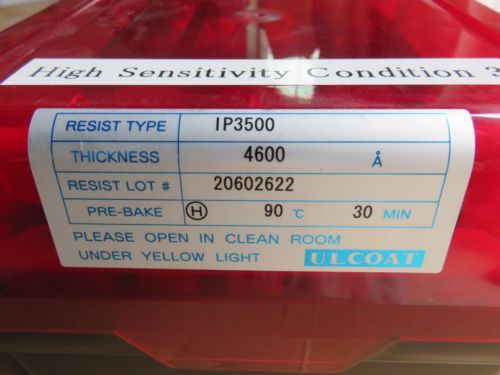 High Sensitivity Condition 3
RESIST TYPE IP3500
THICKNESS 4600 Å
RESIST LOT # 20602622
PRE-BAKE Ⓗ 90 ℃ 30 MIN
PLEASE OPEN IN CLEAN ROOM
UNDER YELLOW LIGHT ULCOAT